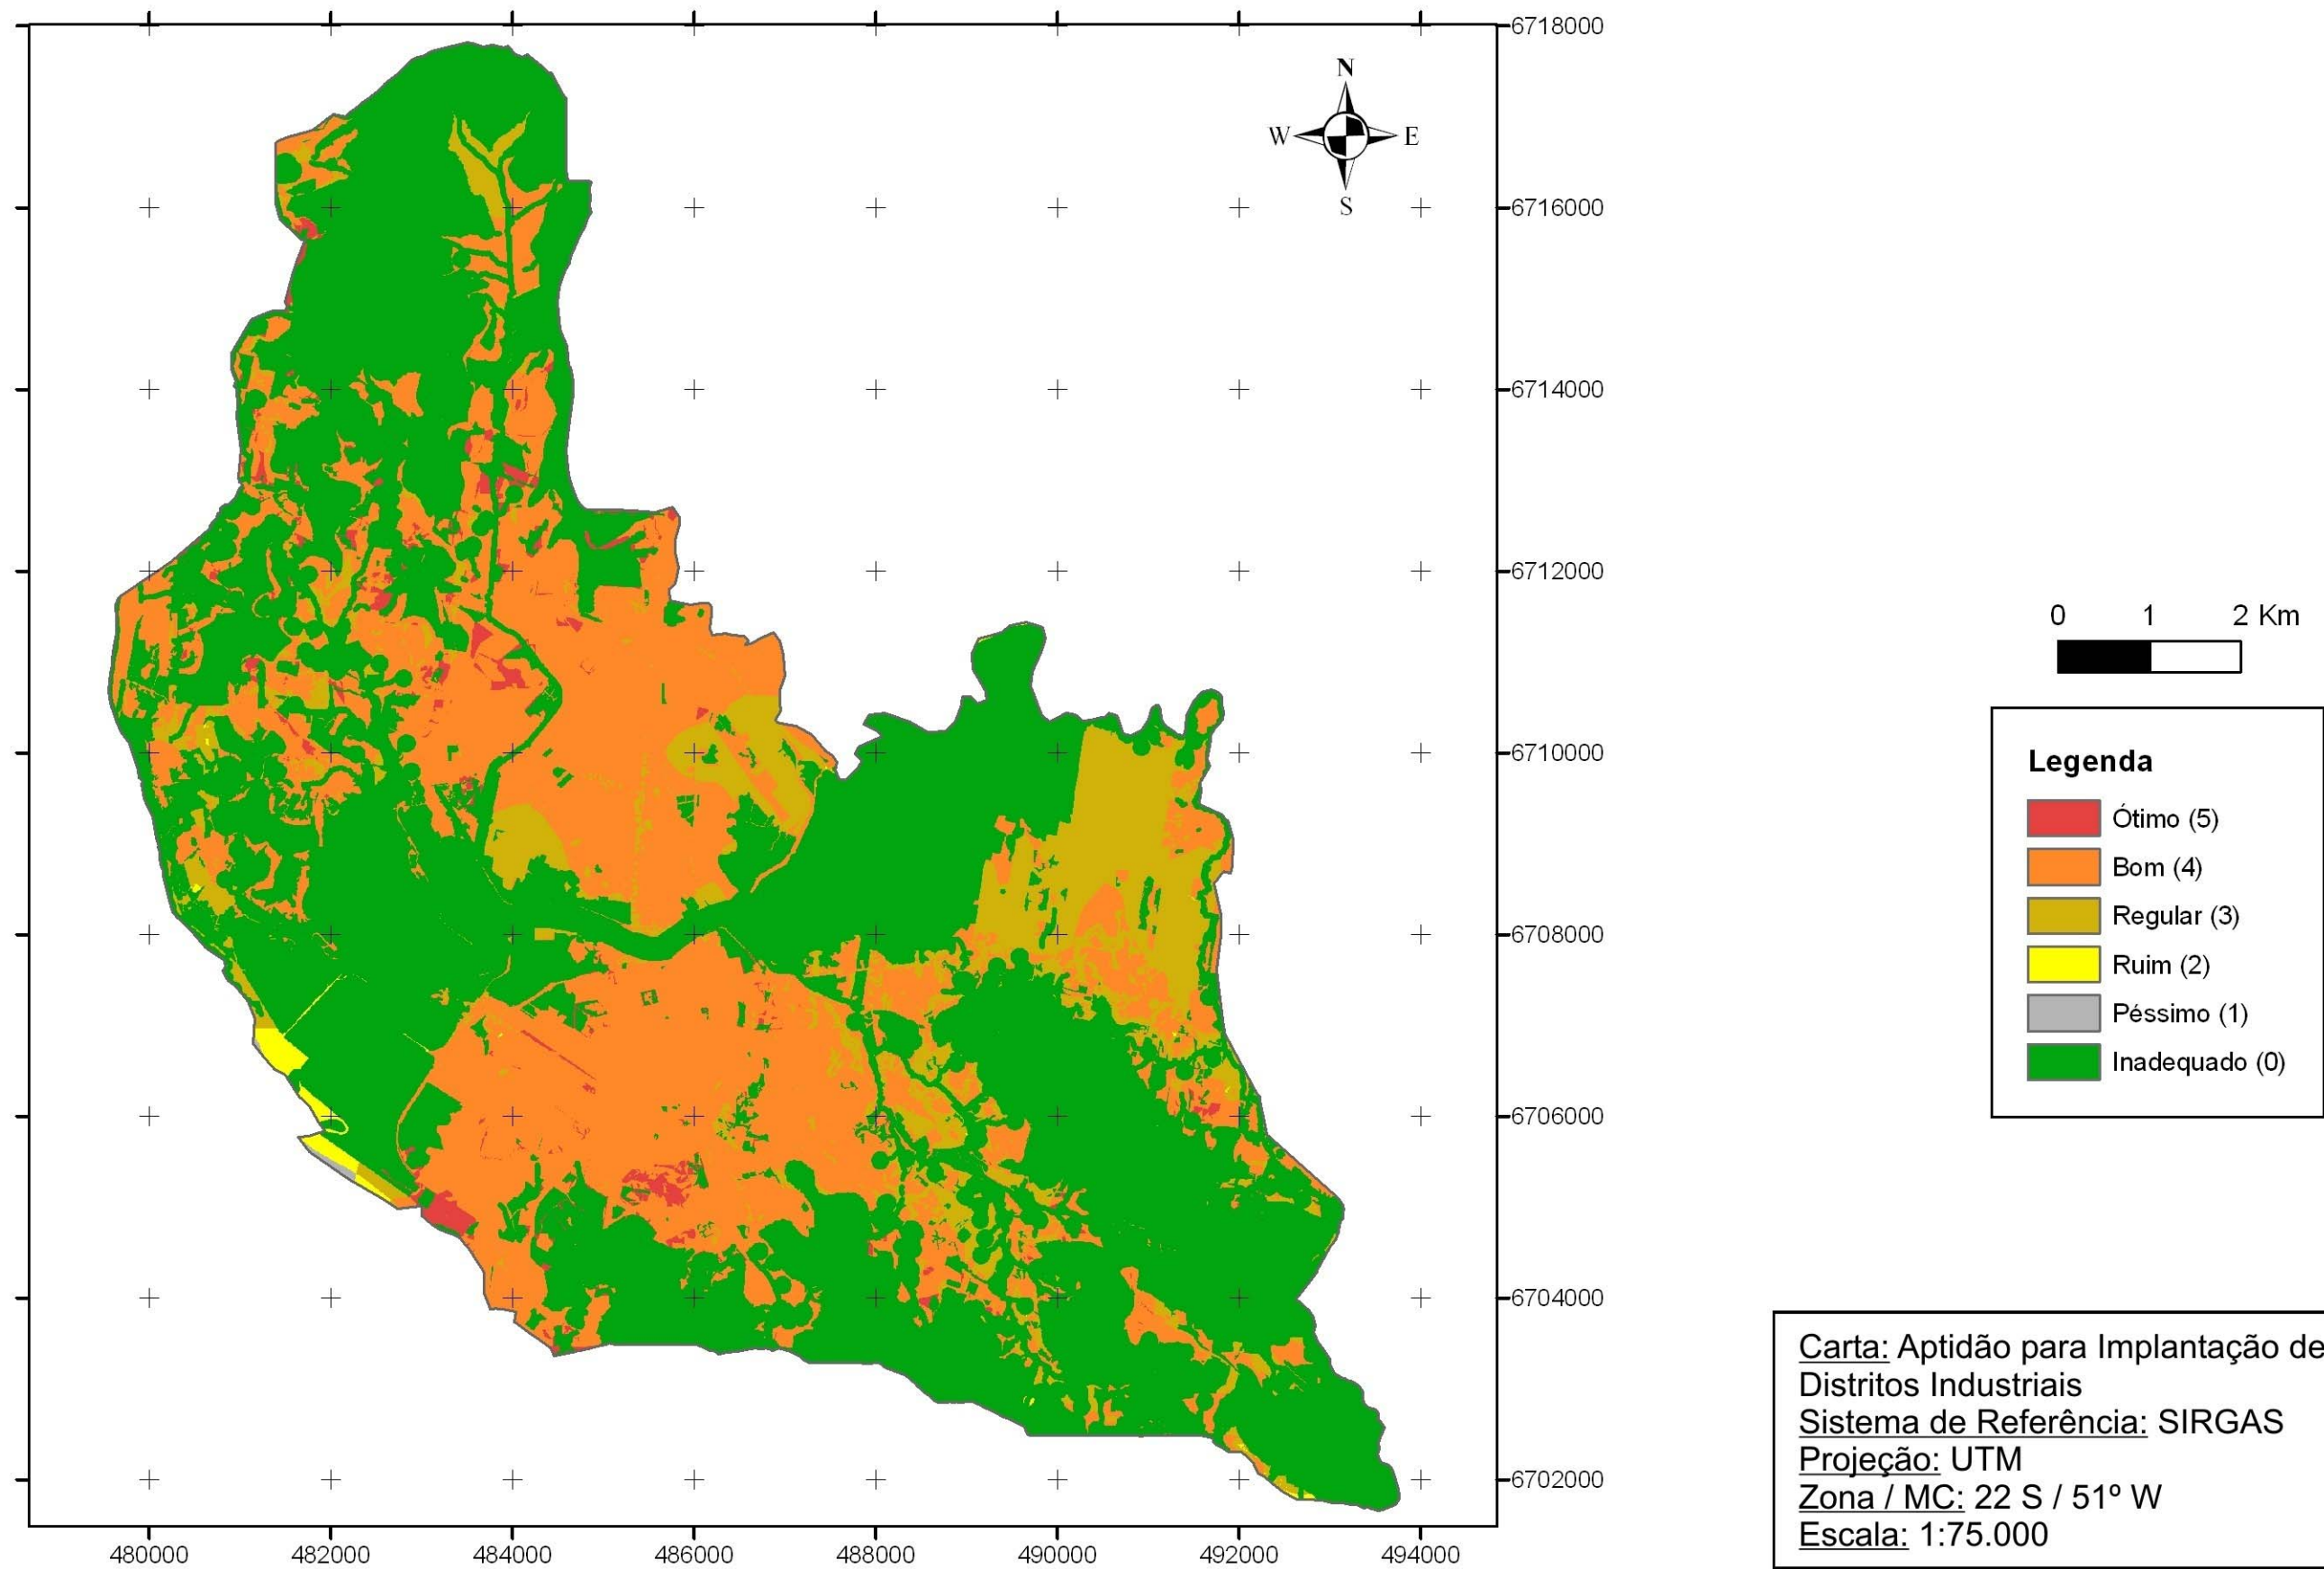 6718000
N
W
E
S
6716000
6714000
6712000
6710000
6708000
6706000
6704000
6702000
480000 482000 484000 486000 488000 490000 492000 494000
0 1 2 Km
Legenda
Ótimo (5)
Bom (4)
Regular (3)
Ruim (2)
Péssimo (1)
Inadequado (0)
Carta: Aptidão para Implantação de
Distritos Industriais
Sistema de Referência: SIRGAS
Projeção: UTM
Zona / MC: 22 S / 51º W
Escala: 1:75.000